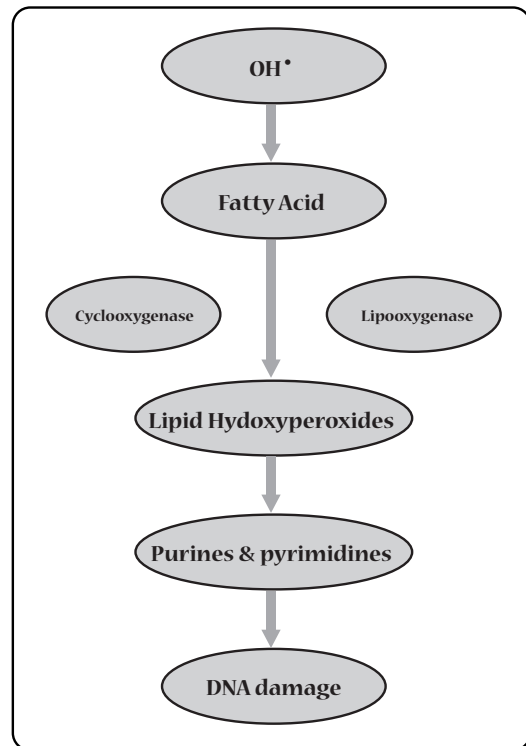 OH•
Fatty Acid
Cyclooxygenase
Lipooxygenase
Lipid Hydoxyperoxides
Purines & pyrimidines
DNA damage